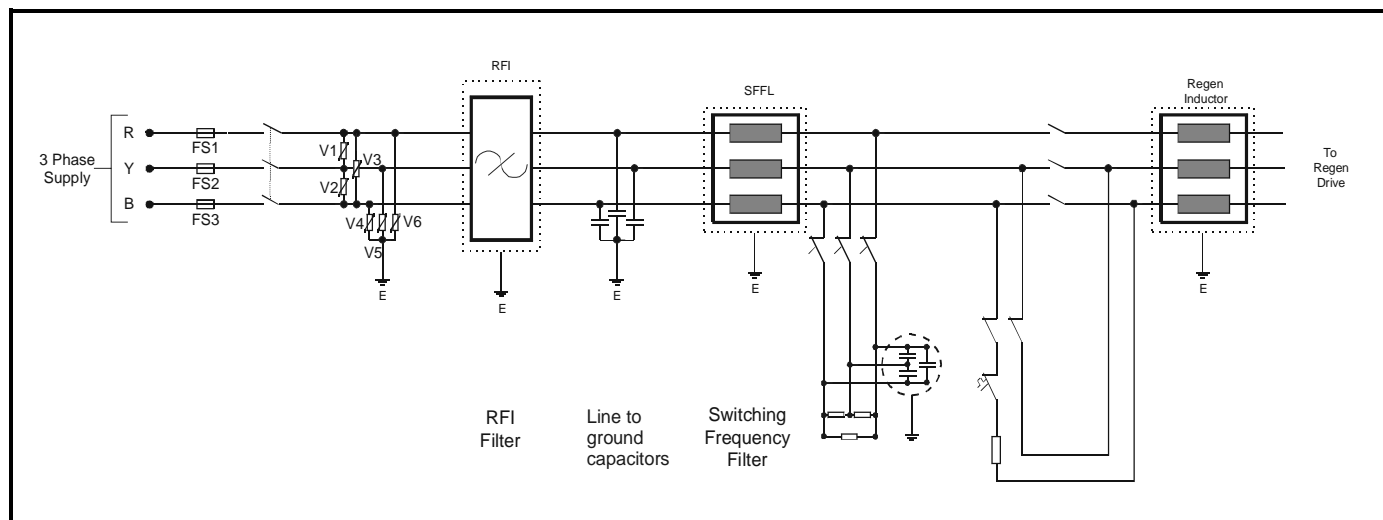 3 Phase
Supply
R
Y
B
FS1
FS2
FS3
V1
V2
V3
V4
V5
V6
E
RFI
E
E
SFFL
E
Regen
Inductor
E
To
Regen
Drive
RFI
Filter
Line to
ground
capacitors
Switching
Frequency
Filter